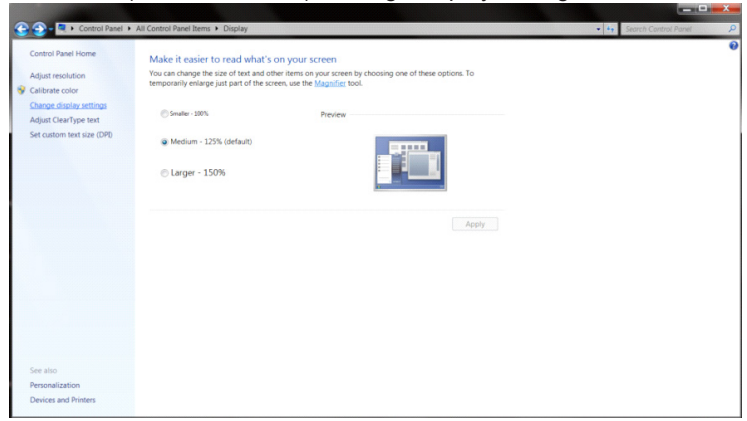 Control Panel ▸ All Control Panel Items ▸ Display
Search Control Panel
Control Panel Home
Adjust resolution
Calibrate color
Change display settings
Adjust ClearType text
Set custom text size (DPI)
See also
Personalization
Devices and Printers
Make it easier to read what's on your screen
You can change the size of text and other items on your screen by choosing one of these options. To
temporarily enlarge just part of the screen, use the Magnifier tool.
Smaller - 100%
Preview
Medium - 125% (default)
Larger - 150%
Apply